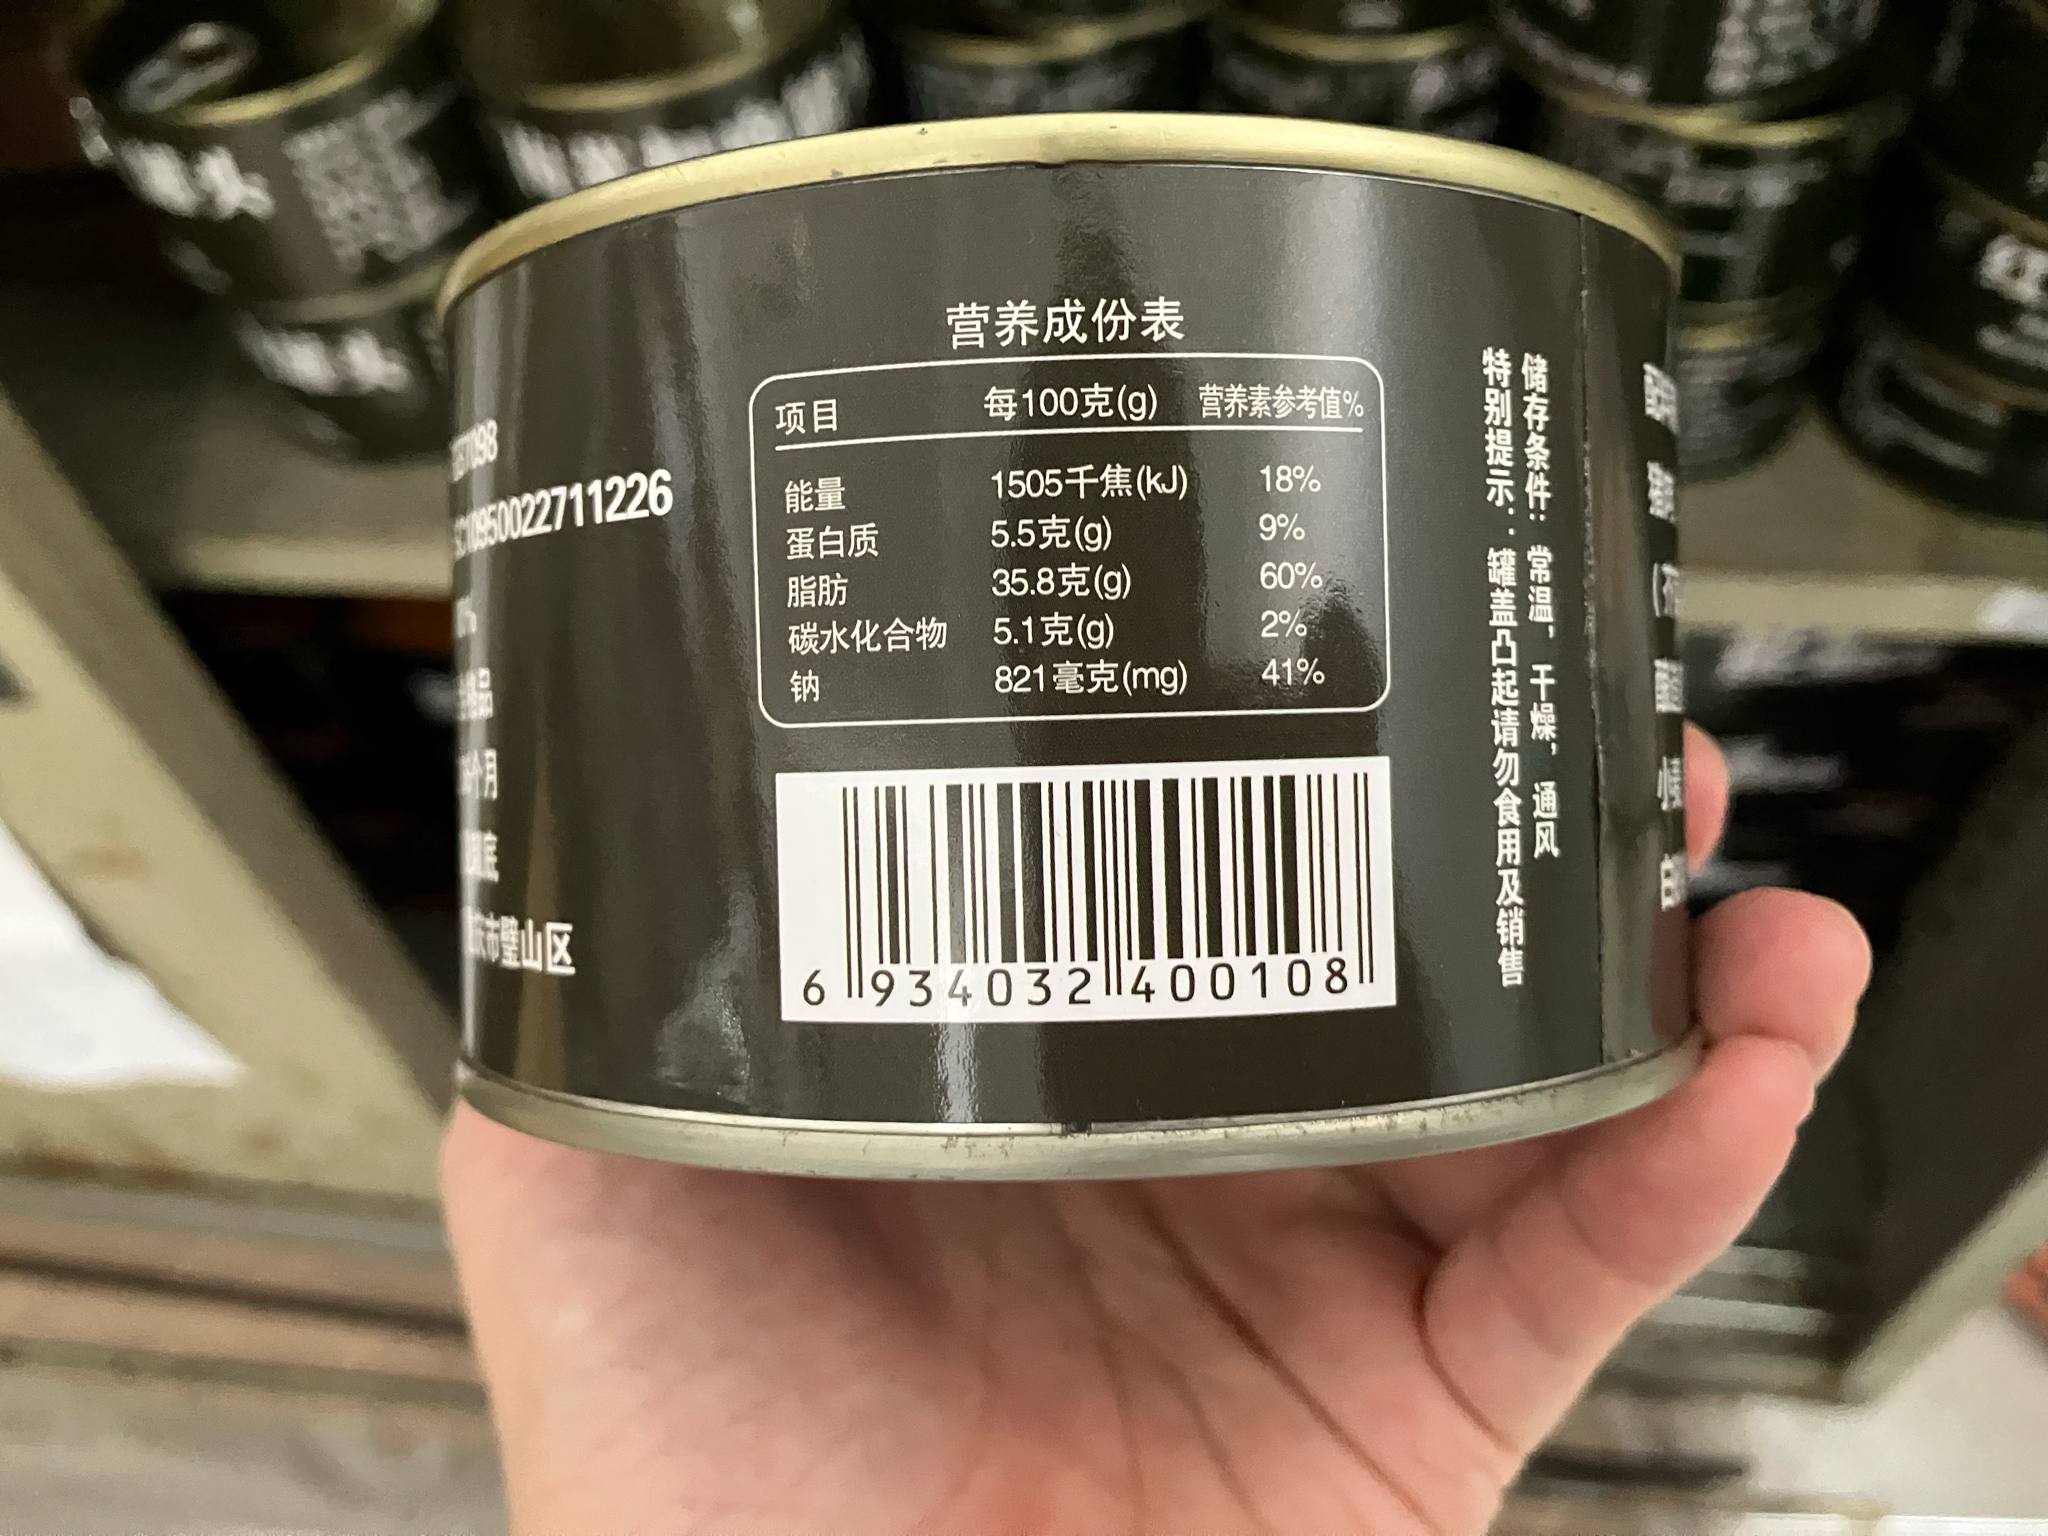 57098
SC10950022711226
个月
庆市璧山区
营养成份表
项目 每100克(g) 营养素参考值%
能量 1505千焦(kJ) 18%
蛋白质 5.5克(g) 9%
脂肪 35.8克(g) 60%
碳水化合物 5.1克(g) 2%
钠 821毫克(mg) 41%
6 934032 400108
储存条件：常温，干燥，通风
特别提示：罐盖凸起请勿食用及销售